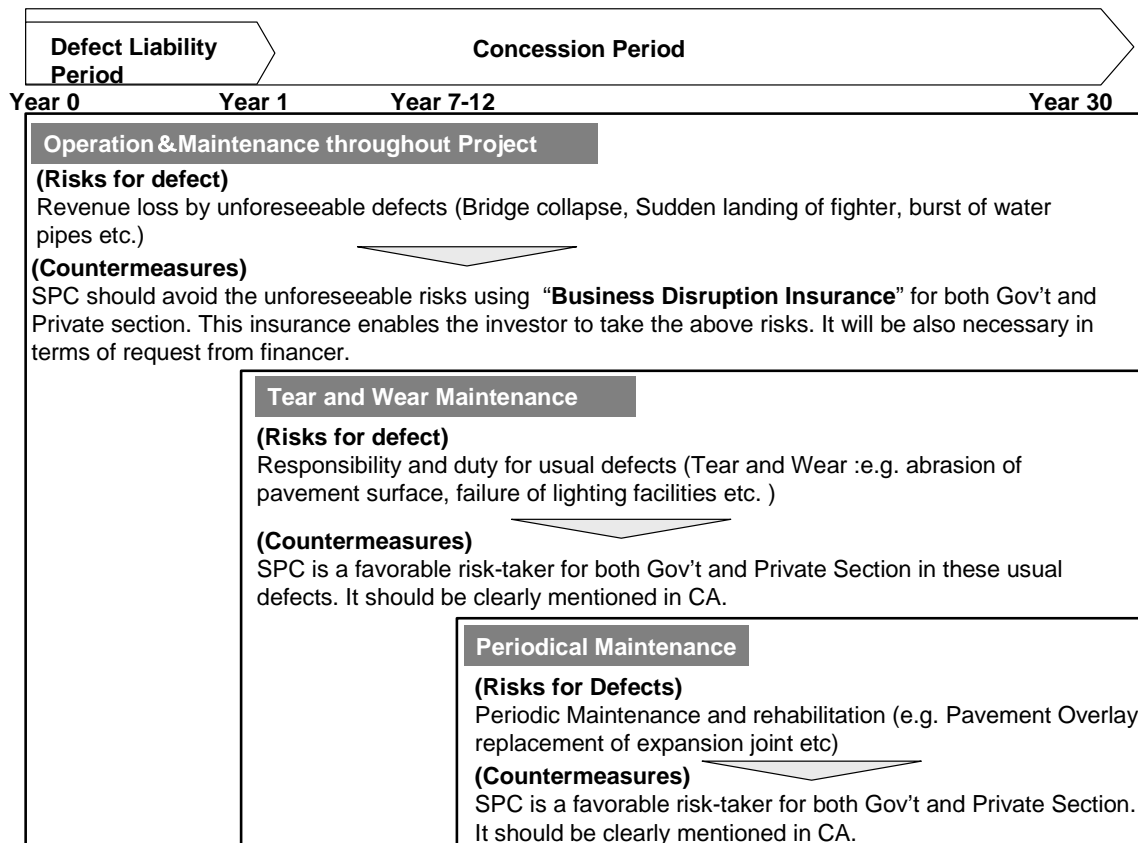 Defect Liability
Period
Concession Period
Year 0 Year 1 Year 7-12 Year 30
Operation＆Maintenance throughout Project
(Risks for defect)
Revenue loss by unforeseeable defects (Bridge collapse, Sudden landing of fighter, burst of water
pipes etc.)
(Countermeasures)
SPC should avoid the unforeseeable risks using “Business Disruption Insurance” for both Gov’t and
Private section. This insurance enables the investor to take the above risks. It will be also necessary in
terms of request from financer.
Tear and Wear Maintenance
(Risks for defect)
Responsibility and duty for usual defects (Tear and Wear :e.g. abrasion of
pavement surface, failure of lighting facilities etc. )
(Countermeasures)
SPC is a favorable risk-taker for both Gov’t and Private Section in these usual
defects. It should be clearly mentioned in CA.
Periodical Maintenance
(Risks for Defects)
Periodic Maintenance and rehabilitation (e.g. Pavement Overlay
replacement of expansion joint etc)
(Countermeasures)
SPC is a favorable risk-taker for both Gov’t and Private Section.
It should be clearly mentioned in CA.